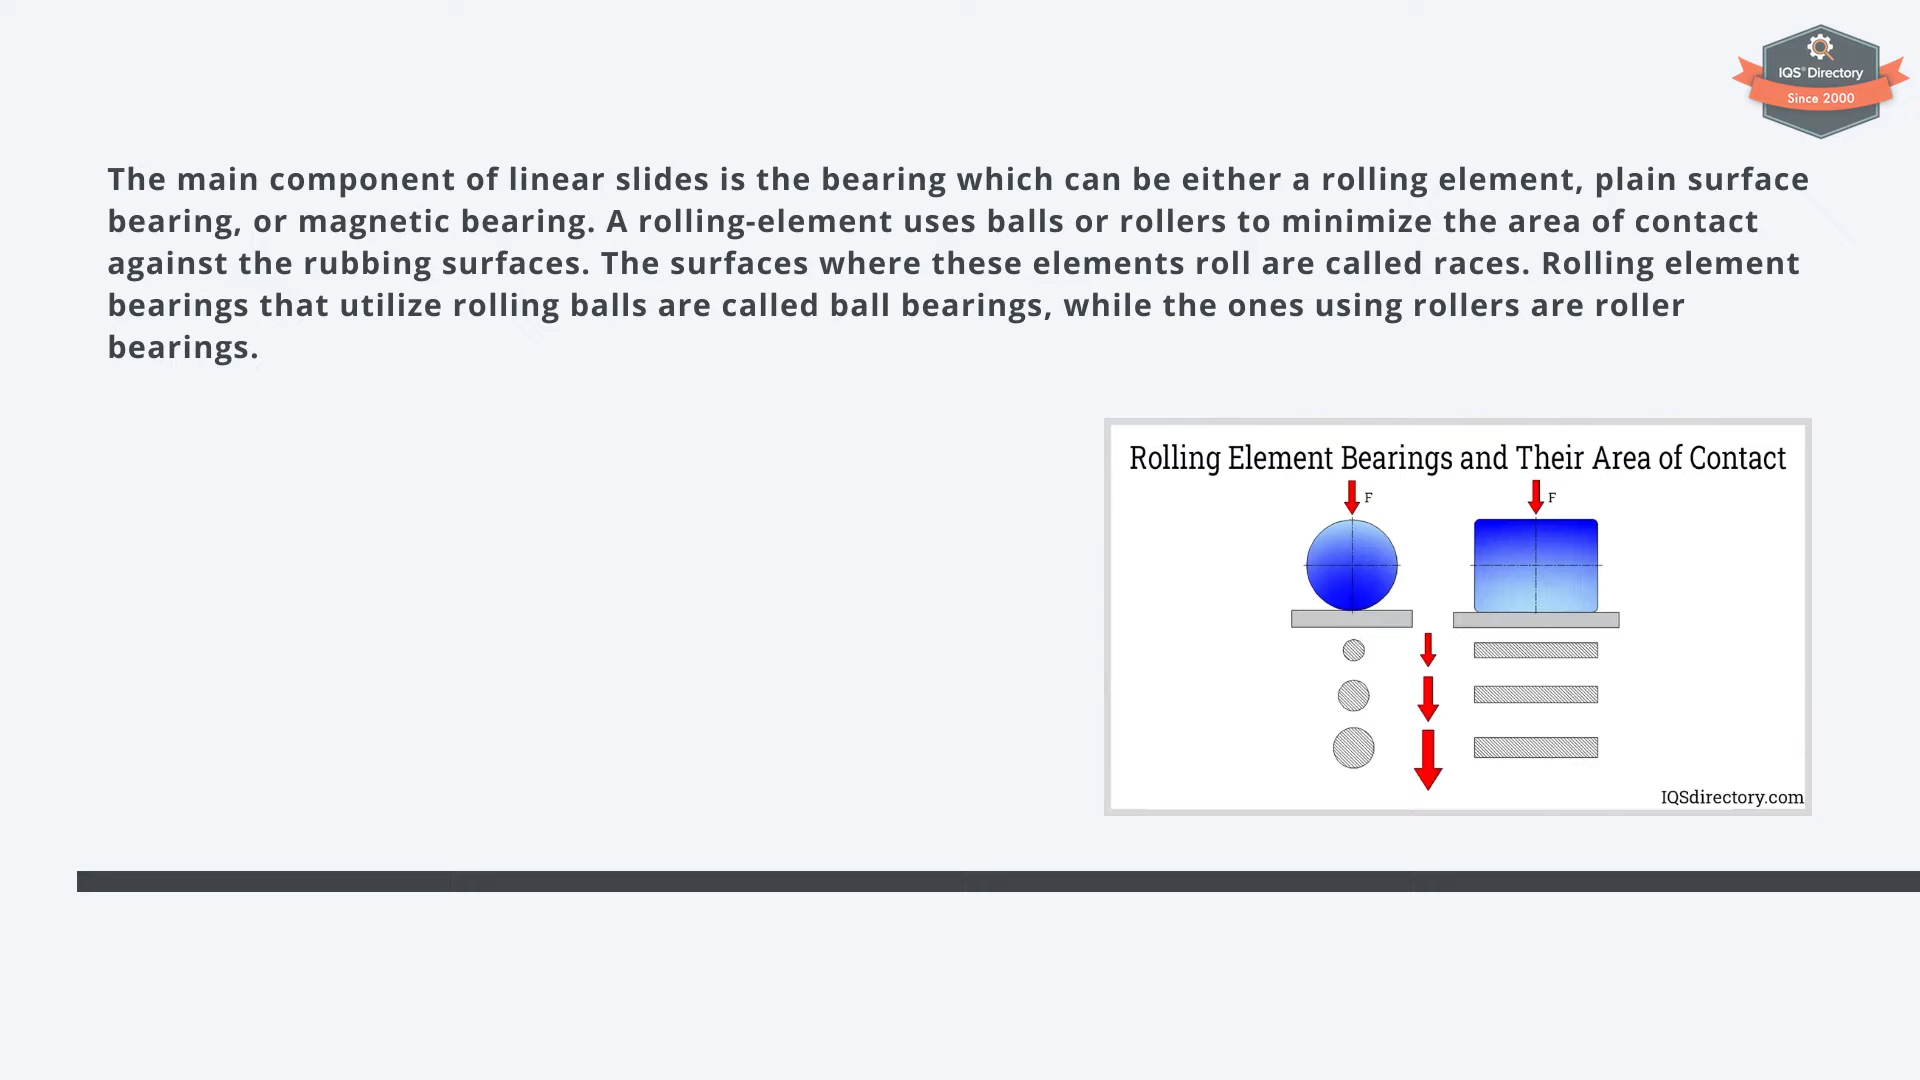 IQS® Directory
Since 2000
The main component of linear slides is the bearing which can be either a rolling element, plain surface
bearing, or magnetic bearing. A rolling-element uses balls or rollers to minimize the area of contact
against the rubbing surfaces. The surfaces where these elements roll are called races. Rolling element
bearings that utilize rolling balls are called ball bearings, while the ones using rollers are roller
bearings.
Rolling Element Bearings and Their Area of Contact
F F
IQSdirectory.com